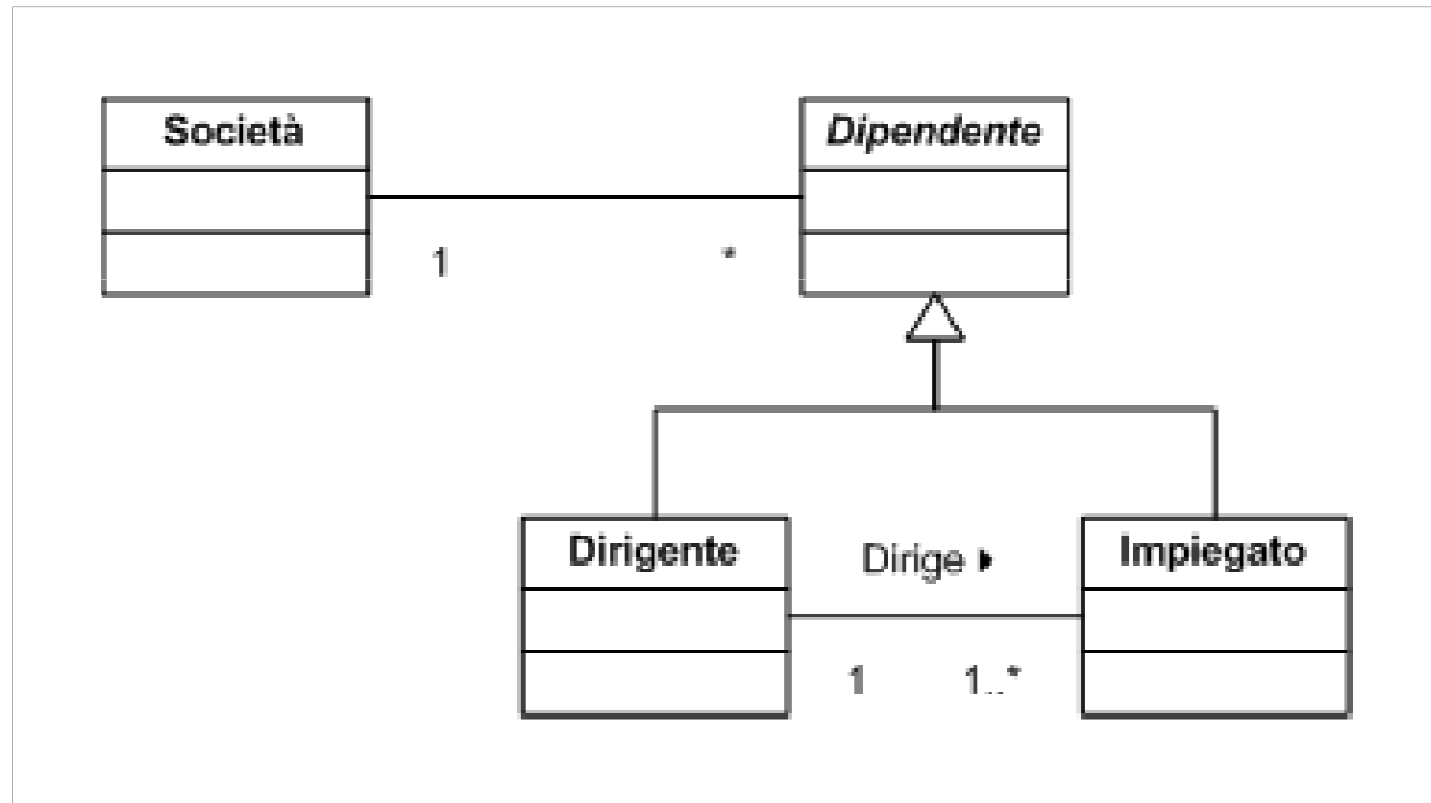 Società
Dipendente
1
*
Dirigente
Dirige ▶
Impiegato
1
1..*